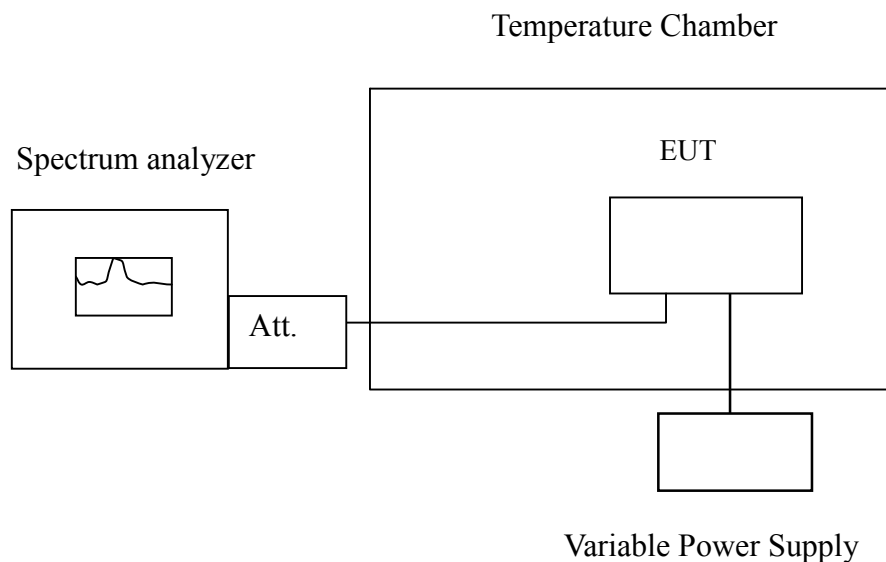 Temperature Chamber
Spectrum analyzer
EUT
Att.
Variable Power Supply